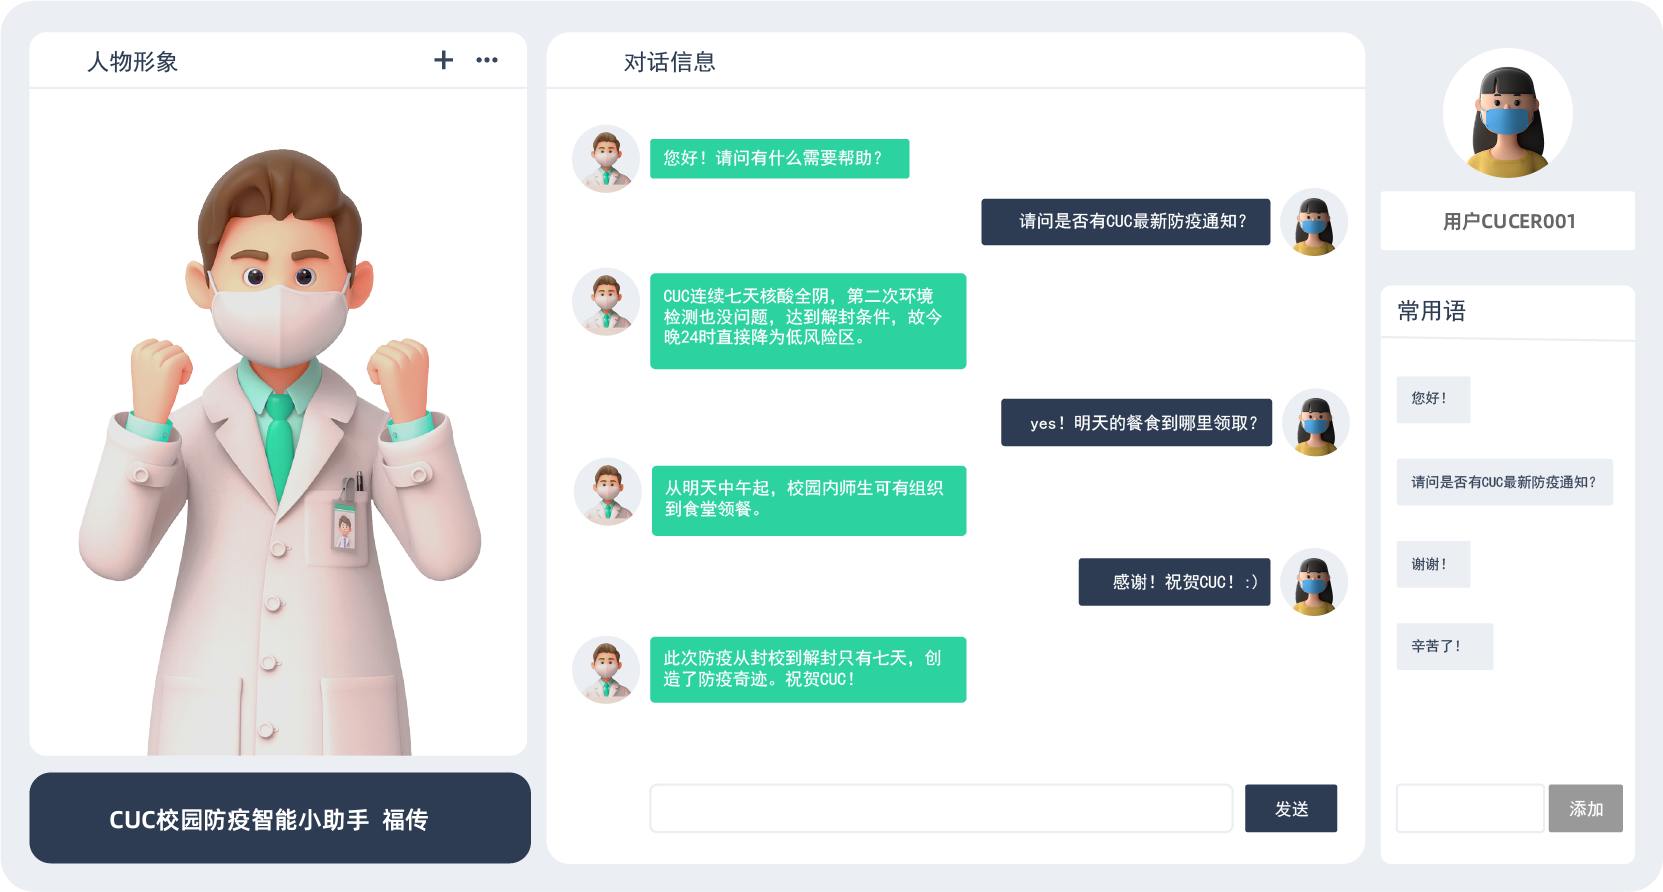 人物形象
对话信息
您好！请问有什么需要帮助？
请问是否有CUC最新防疫通知？
CUC连续七天核酸全阴，第二次环境
检测也没问题，达到解封条件，故今
晚24时直接降为低风险区。
yes！明天的餐食到哪里领取？
从明天中午起，校园内师生可有组织
到食堂领餐。
感谢！祝贺CUC！:）
此次防疫从封校到解封只有七天，创
造了防疫奇迹。祝贺CUC！
发送
CUC校园防疫智能小助手 福传
用户CUCER001
常用语
您好！
请问是否有CUC最新防疫通知？
谢谢！
辛苦了！
添加